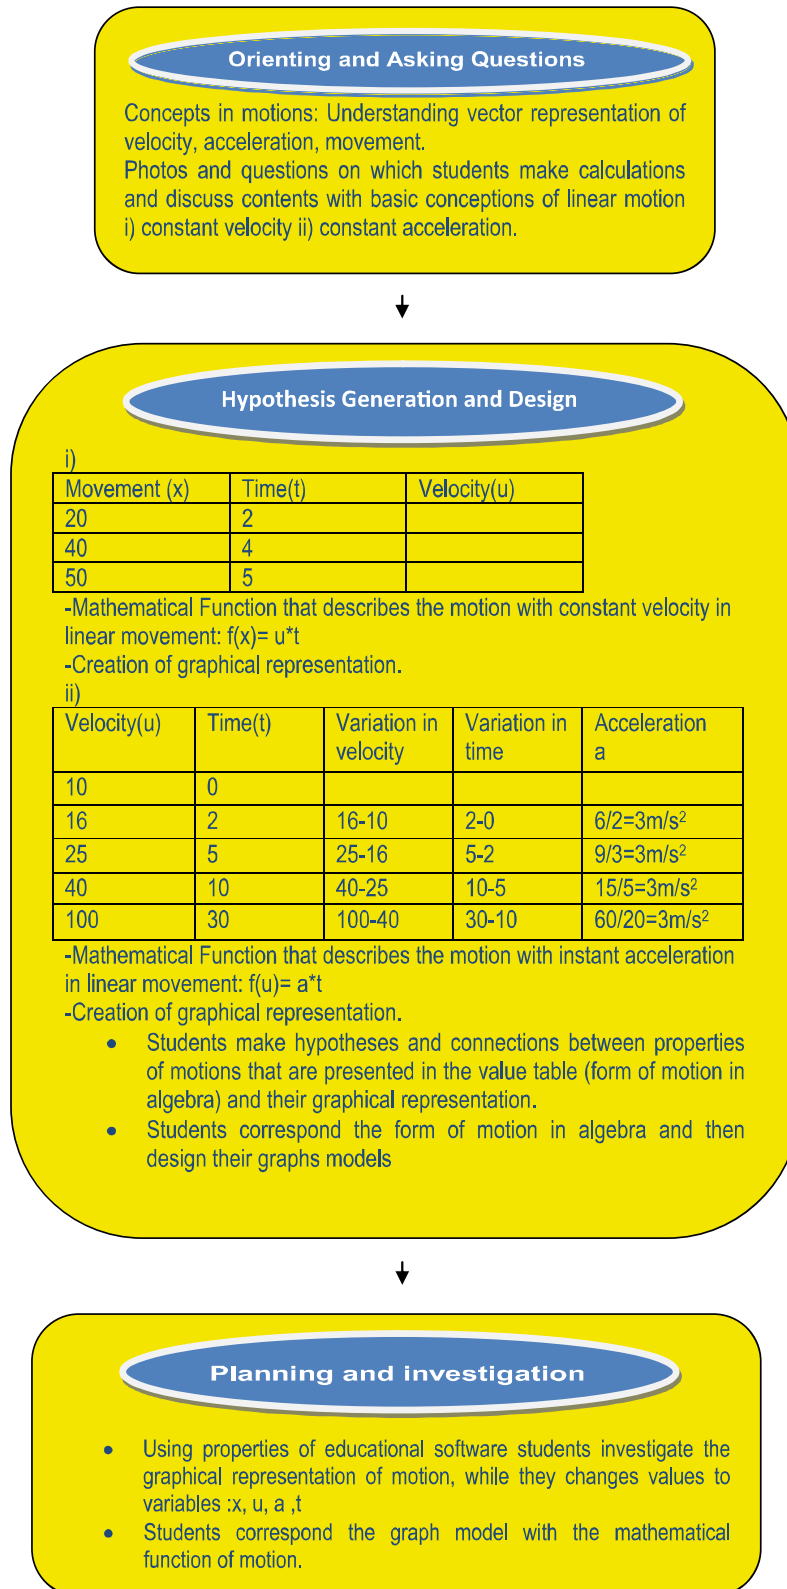 Orienting and Asking Questions
Concepts in motions: Understanding vector representation of
velocity, acceleration, movement.
Photos and questions on which students make calculations
and discuss contents with basic conceptions of linear motion
i) constant velocity ii) constant acceleration.
Hypothesis Generation and Design
i)
Movement (x) Time(t) Velocity(u)
20 2
40 4
50 5
-Mathematical Function that describes the motion with constant velocity in
linear movement: f(x)= u*t
-Creation of graphical representation.
ii)
Velocity(u) Time(t) Variation in velocity Variation in time Acceleration a
10 0
16 2 16-10 2-0 6/2=3m/s²
25 5 25-16 5-2 9/3=3m/s²
40 10 40-25 10-5 15/5=3m/s²
100 30 100-40 30-10 60/20=3m/s²
-Mathematical Function that describes the motion with instant acceleration
in linear movement: f(u)= a*t
-Creation of graphical representation.
• Students make hypotheses and connections between properties
of motions that are presented in the value table (form of motion in
algebra) and their graphical representation.
• Students correspond the form of motion in algebra and then
design their graphs models
Planning and investigation
• Using properties of educational software students investigate the
graphical representation of motion, while they changes values to
variables :x, u, a ,t
• Students correspond the graph model with the mathematical
function of motion.